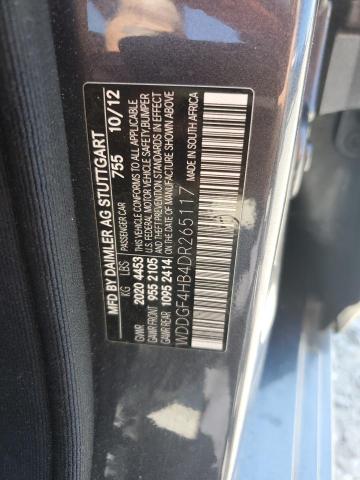 MFD BY DAIMLER AG STUTTGART
PASSENGER CAR 755 10/12
KG LBS
GVWR 2020 4453
GAWR FRONT 955 2105
GAWR REAR 1095 2414
THIS VEHICLE CONFORMS TO ALL APPLICABLE
U.S. FEDERAL MOTOR VEHICLE SAFETY, BUMPER
AND THEFT PREVENTION STANDARDS IN EFFECT
ON THE DATE OF MANUFACTURE SHOWN ABOVE
WDDGF4HB4DR265117
MADE IN SOUTH AFRICA